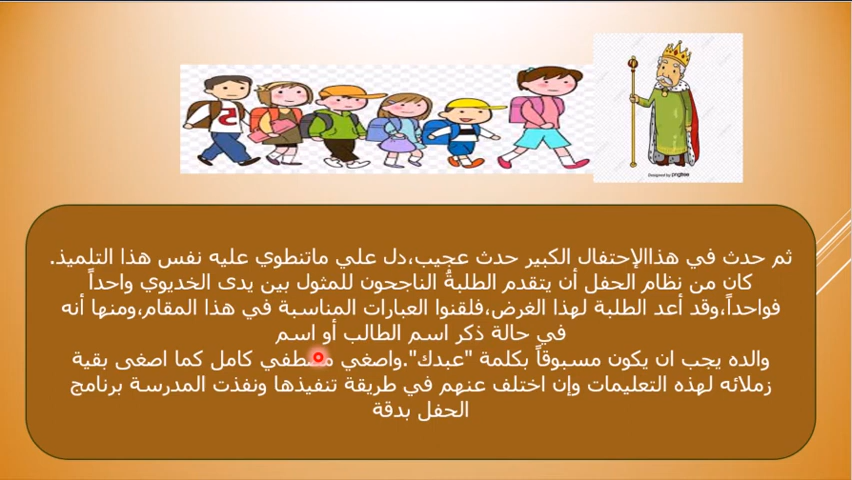 Designed by pngtree
ثم حدث في هذاالإحتفال الكبير حدث عجيب،دل علي ماتنطوي عليه نفس هذا التلميذ.
كان من نظام الحفل أن يتقدم الطلبةُ الناجحون للمثول بين يدى الخديوي واحداً
فواحداً،وقد أعد الطلبة لهذا الغرض،فلقنوا العبارات المناسبة في هذا المقام،ومنها أنه
في حالة ذكر اسم الطالب أو اسم
والده يجب ان يكون مسبوقاً بكلمة "عبدك".واصغي مصطفي كامل كما اصغى بقية
زملائه لهذه التعليمات وإن اختلف عنهم في طريقة تنفيذها ونفذت المدرسة برنامج
الحفل بدقة